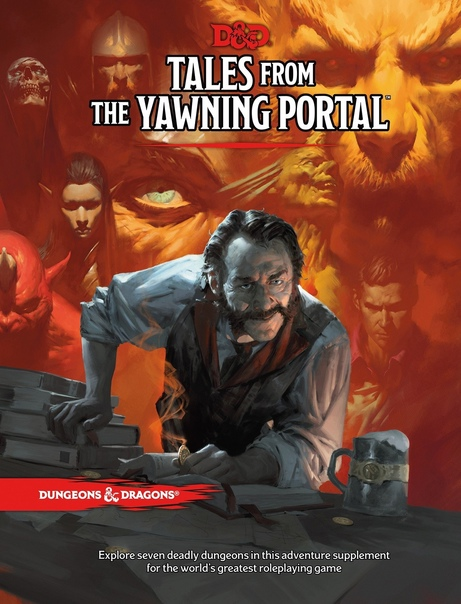 D&D
TALES FROM
THE YAWNING PORTAL™
DUNGEONS & DRAGONS®
Explore seven deadly dungeons in this adventure supplement
for the world's greatest roleplaying game